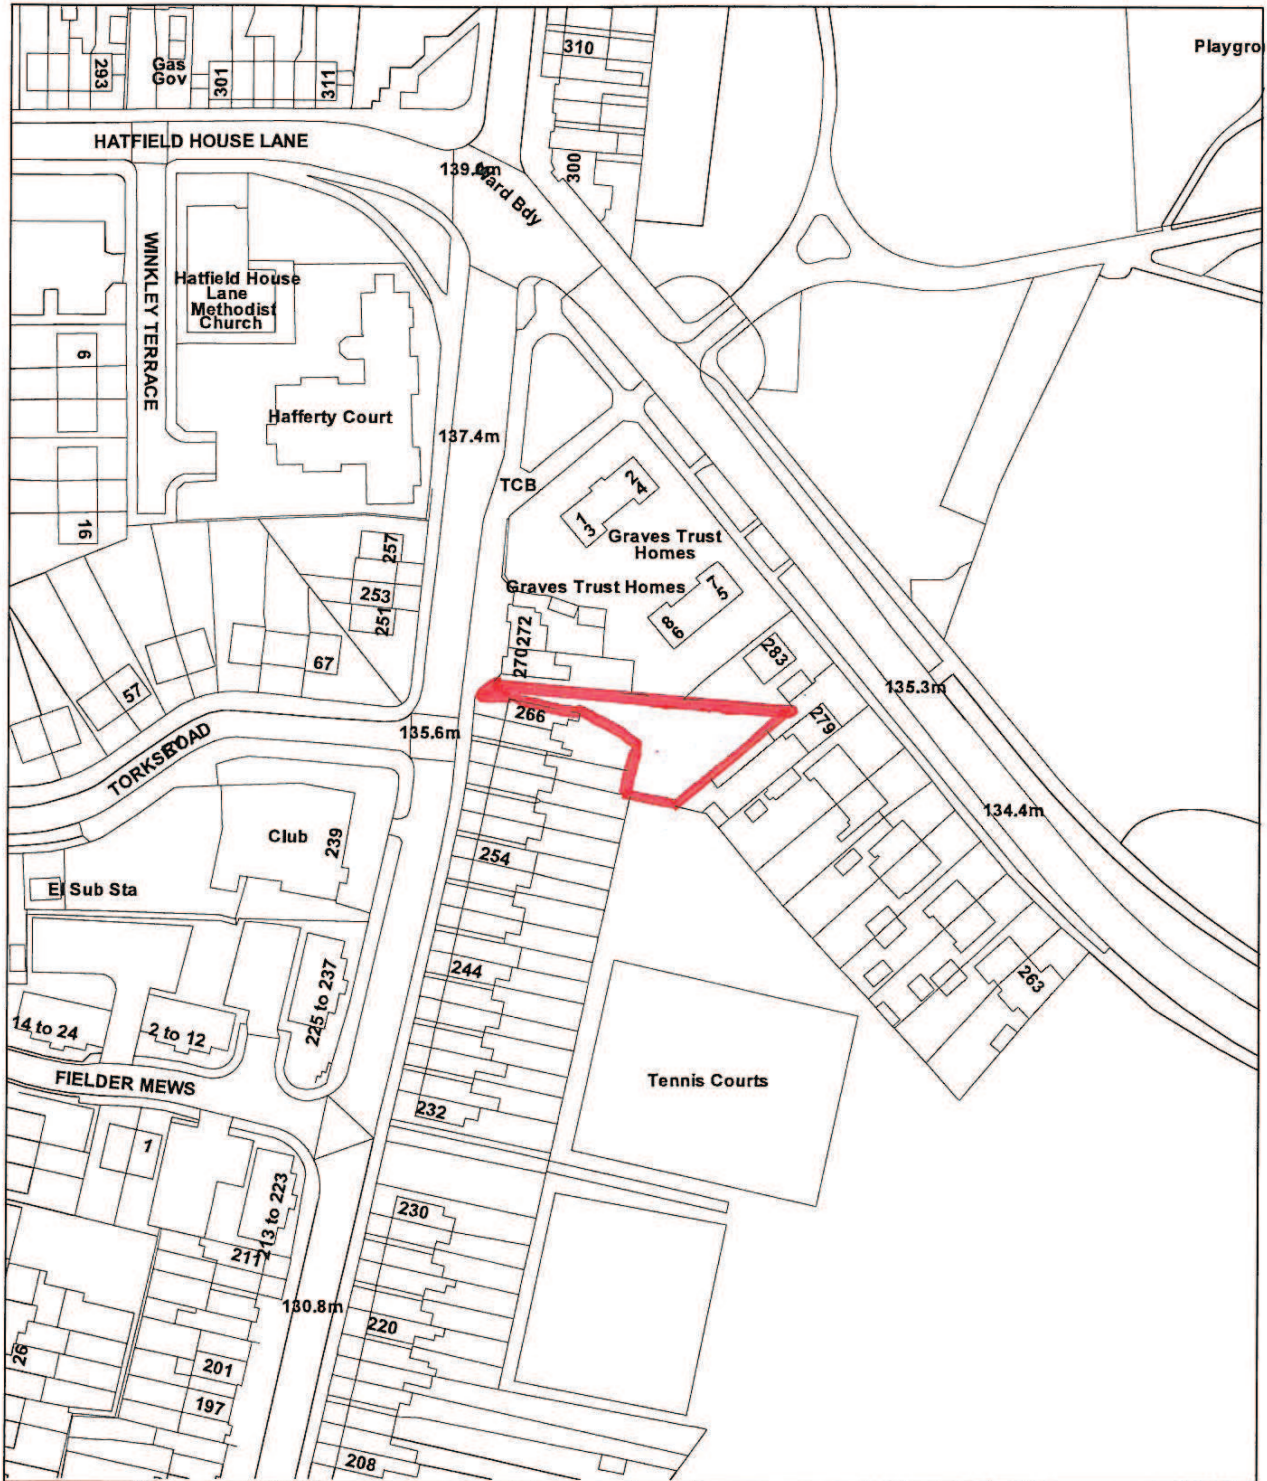 310
Playgro
293
Gas
Gov
301
311
HATFIELD HOUSE LANE
139.0m
Ward Bdy
300
WINKLEY TERRACE
Hatfield House
Lane
Methodist
Church
6
Hafferty Court
137.4m
TCB
2
4
1
3
16
257
Graves Trust
Homes
Graves Trust Homes
7
5
253
251
8
6
272
270
283
67
57
135.3m
266
279
135.6m
TORKSEY ROAD
134.4m
Club
239
254
El Sub Sta
244
263
225 to 237
14 to 24
2 to 12
FIELDER MEWS
Tennis Courts
232
1
213 to 223
230
211
130.8m
220
26
201
197
208